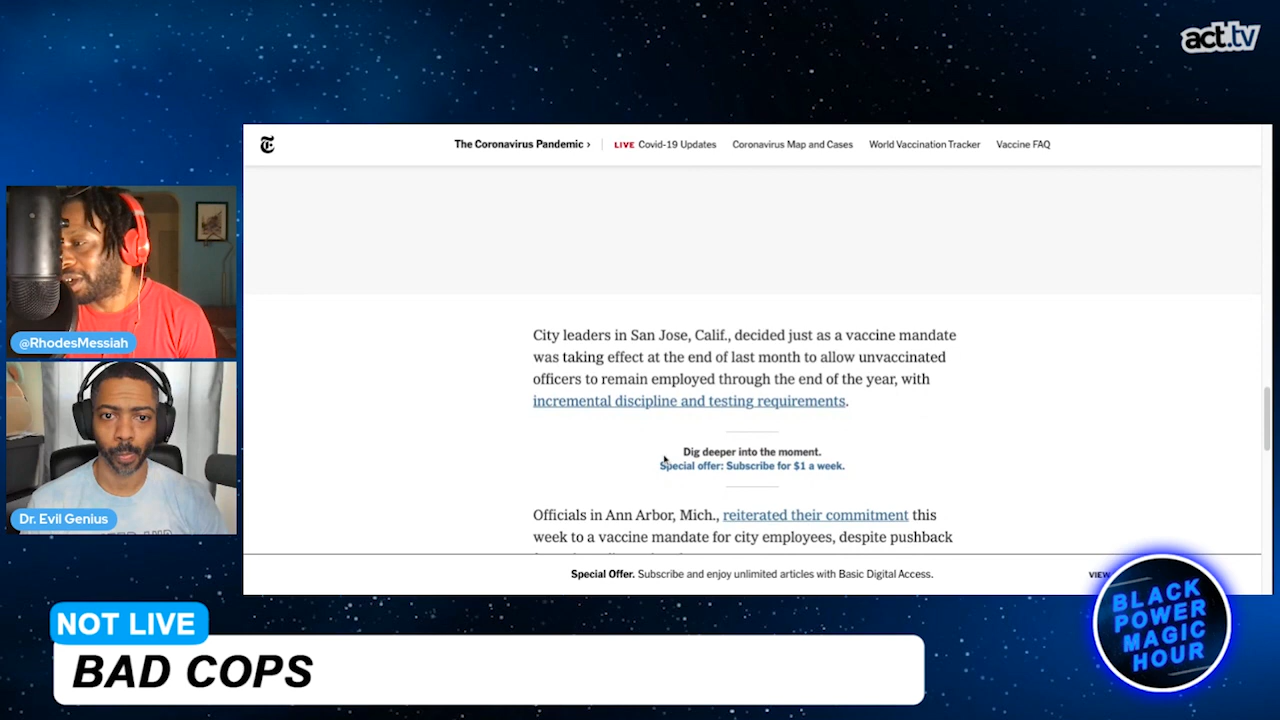 act.tv
The Coronavirus Pandemic ›
LIVE Covid-19 Updates
Coronavirus Map and Cases
World Vaccination Tracker
Vaccine FAQ
@RhodesMessiah
Dr. Evil Genius
City leaders in San Jose, Calif., decided just as a vaccine mandate
was taking effect at the end of last month to allow unvaccinated
officers to remain employed through the end of the year, with
incremental discipline and testing requirements.
Dig deeper into the moment.
Special offer: Subscribe for $1 a week.
Officials in Ann Arbor, Mich., reiterated their commitment this
week to a vaccine mandate for city employees, despite pushback
Special Offer. Subscribe and enjoy unlimited articles with Basic Digital Access.
VIEW
BLACK
POWER
MAGIC
HOUR
NOT LIVE
BAD COPS